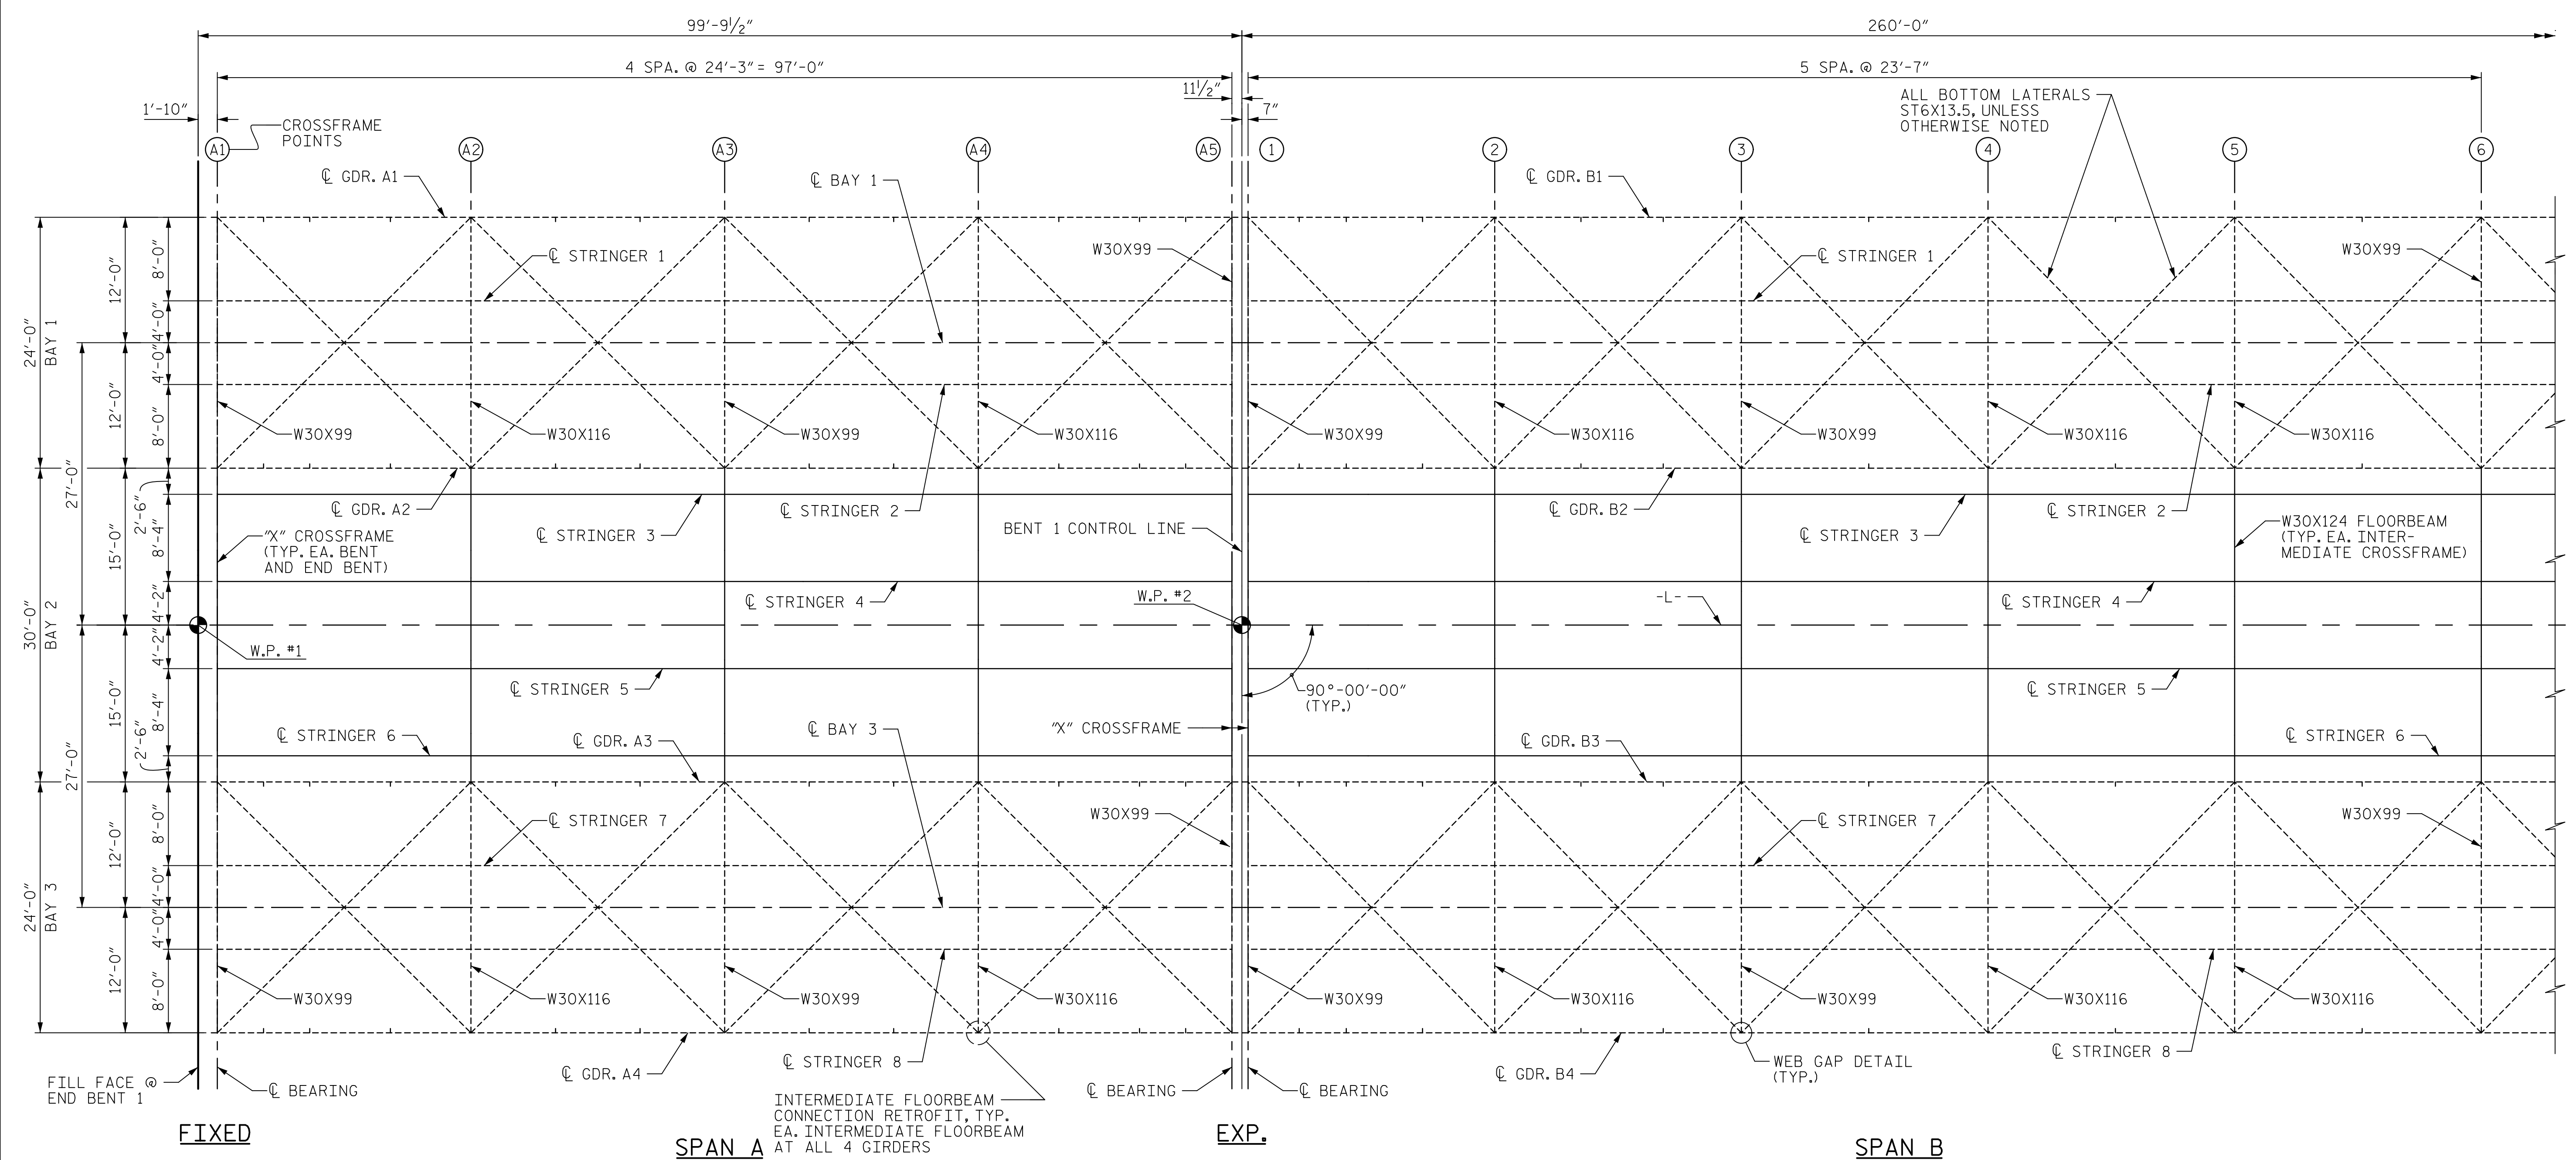 99'-9 1/2"
260'-0"
4 SPA. @ 24'-3" = 97'-0"
5 SPA. @ 23'-7"
11 1/2"
7"
1'-10"
ALL BOTTOM LATERALS
ST6X13.5, UNLESS
OTHERWISE NOTED
CROSSFRAME
POINTS
A1
A2
A3
A4
A5
1
2
3
4
5
6
℄ GDR. A1
℄ BAY 1
℄ GDR. B1
℄ STRINGER 1
W30X99
℄ STRINGER 1
W30X99
24'-0"
BAY 1
12'-0"
12'-0"
8'-0"
4'-0"
4'-0"
8'-0"
W30X99
W30X116
W30X99
W30X116
W30X99
W30X116
W30X99
W30X116
W30X116
27'-0"
2'-6"
℄ GDR. A2
℄ STRINGER 3
℄ STRINGER 2
BENT 1 CONTROL LINE
℄ GDR. B2
℄ STRINGER 3
℄ STRINGER 2
W30X124 FLOORBEAM
(TYP. EA. INTER-
MEDIATE CROSSFRAME)
"X" CROSSFRAME
(TYP. EA. BENT
AND END BENT)
30'-0"
BAY 2
15'-0"
15'-0"
8'-4"
4'-2"
4'-2"
8'-4"
2'-6"
27'-0"
℄ STRINGER 4
W.P. #2
-L-
℄ STRINGER 4
W.P. #1
℄ STRINGER 5
90°-00'-00"
(TYP.)
℄ STRINGER 5
℄ STRINGER 6
℄ GDR. A3
℄ BAY 3
"X" CROSSFRAME
℄ GDR. B3
℄ STRINGER 6
℄ STRINGER 7
W30X99
℄ STRINGER 7
W30X99
24'-0"
BAY 3
12'-0"
12'-0"
8'-0"
4'-0"
4'-0"
8'-0"
W30X99
W30X116
W30X99
W30X116
W30X99
W30X116
W30X99
W30X116
W30X116
℄ GDR. A4
℄ STRINGER 8
℄ GDR. B4
WEB GAP DETAIL
(TYP.)
℄ STRINGER 8
FILL FACE @
END BENT 1
℄ BEARING
℄ BEARING
℄ BEARING
INTERMEDIATE FLOORBEAM
CONNECTION RETROFIT, TYP.
EA. INTERMEDIATE FLOORBEAM
AT ALL 4 GIRDERS
FIXED
SPAN A
EXP.
SPAN B